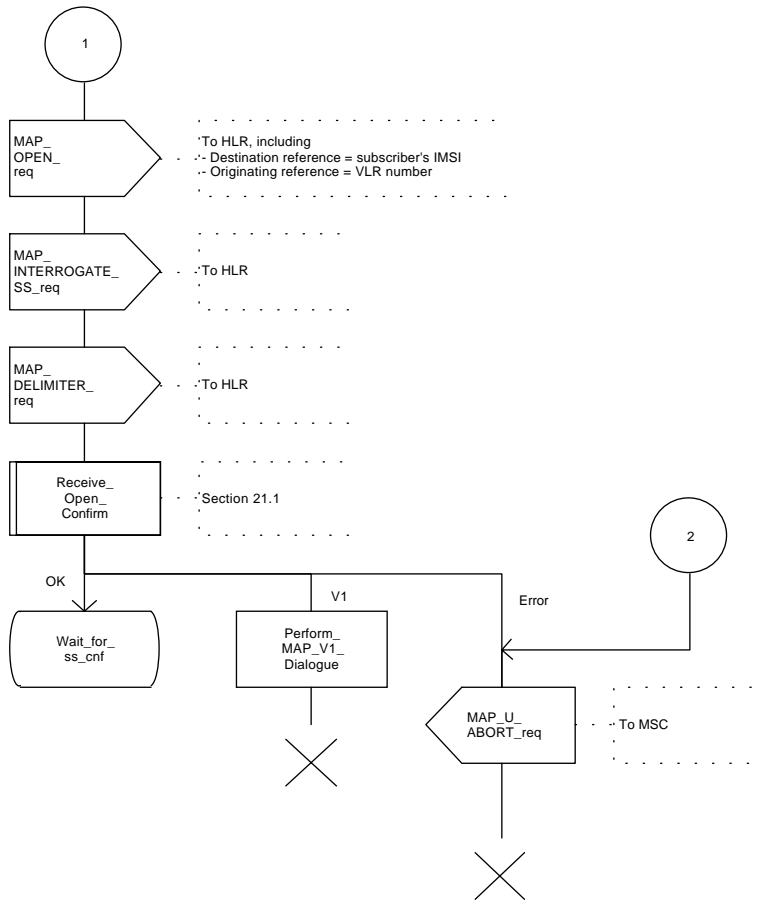 1
MAP_
OPEN_
req
To HLR, including
- Destination reference = subscriber's IMSI
- Originating reference = VLR number
MAP_
INTERROGATE_
SS_req
To HLR
MAP_
DELIMITER_
req
To HLR
Receive_
Open_
Confirm
Section 21.1
2
OK
V1
Error
Wait_for_
ss_cnf
Perform_
MAP_V1_
Dialogue
MAP_U_
ABORT_req
To MSC